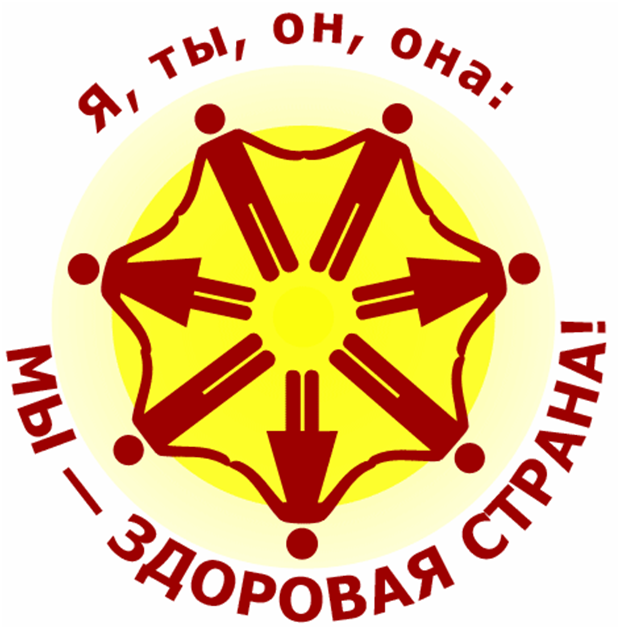 Я, ты, он, она:
МЫ — ЗДОРОВАЯ СТРАНА!